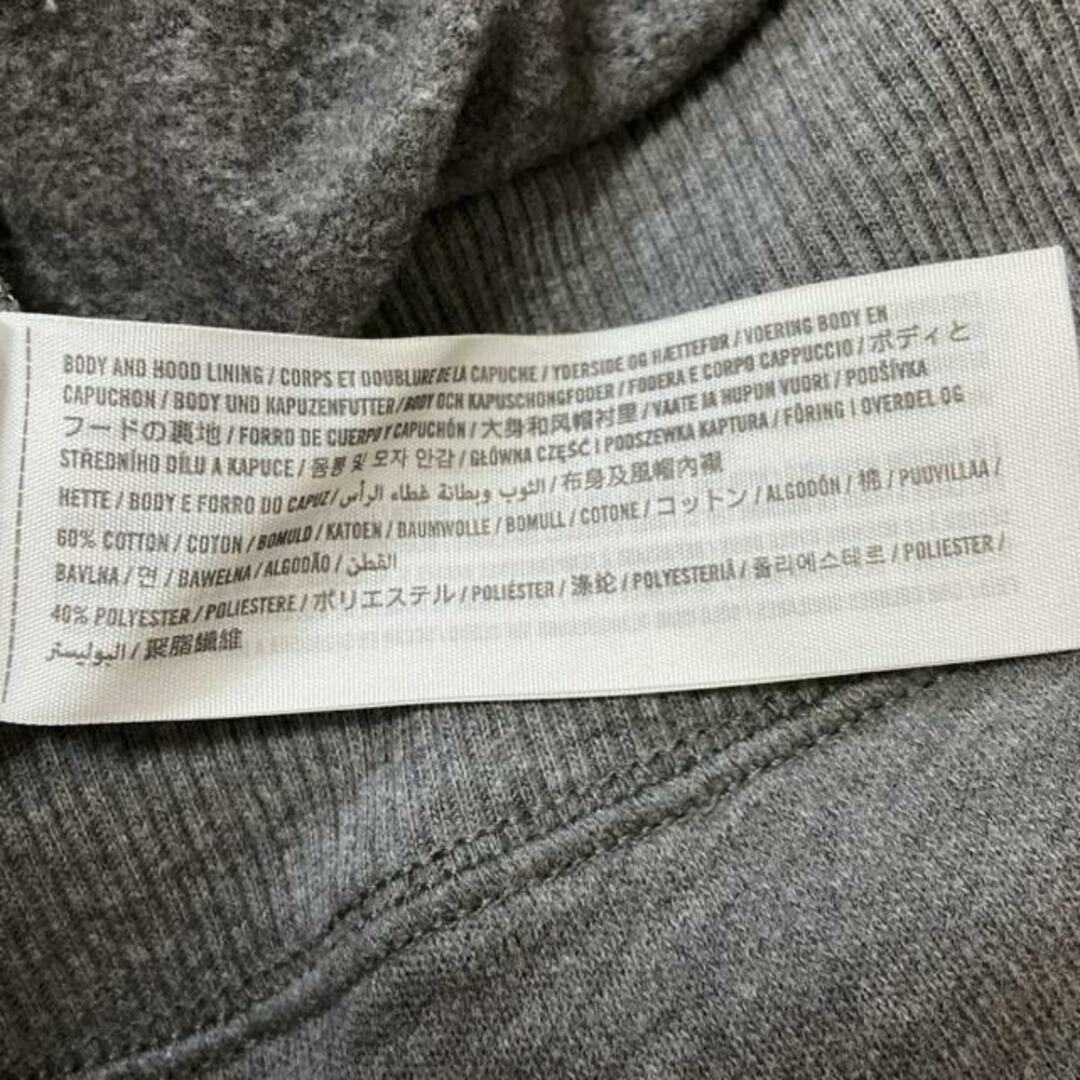 BODY AND HOOD LINING / CORPS ET DOUBLURE DE LA CAPUCHE / YDERSIDE OG HÆTTEFOR / VOERING BODY EN
CAPUCHON / BODY UND KAPUZENFUTTER / BODY OCH KAPUSCHONGFODER / FODERA E CORPO CAPPUCCIO / ボディと
フードの裏地 / FORRO DE CUERPO Y CAPUCHÓN / 大身和风帽衬里 / VAATE JA HUPON VUORI / PODŠÍVKA
STŘEDNÍHO DÍLU A KAPUCE / 몸통 및 모자 안감 / GŁÓWNA CZĘŚĆ I PODSZEWKA KAPTURA / FÔRING I OVERDEL OG
HETTE / BODY E FORRO DO CAPUZ / الثوب وبطانة غطاء الرأس / 布身及風帽內襯
60% COTTON / COTON / BOMULD / KATOEN / BAUMWOLLE / BOMULL / COTONE / コットン / ALGODÓN / 棉 / PUUVILLAA /
BAVLNA / 면 / BAWEŁNA / ALGODÃO / القطن
40% POLYESTER / POLIESTERE / ポリエステル / POLIÉSTER / 涤纶 / POLYESTERIÄ / 폴리에스테르 / POLIESTER /
البوليستر / 聚脂纖維